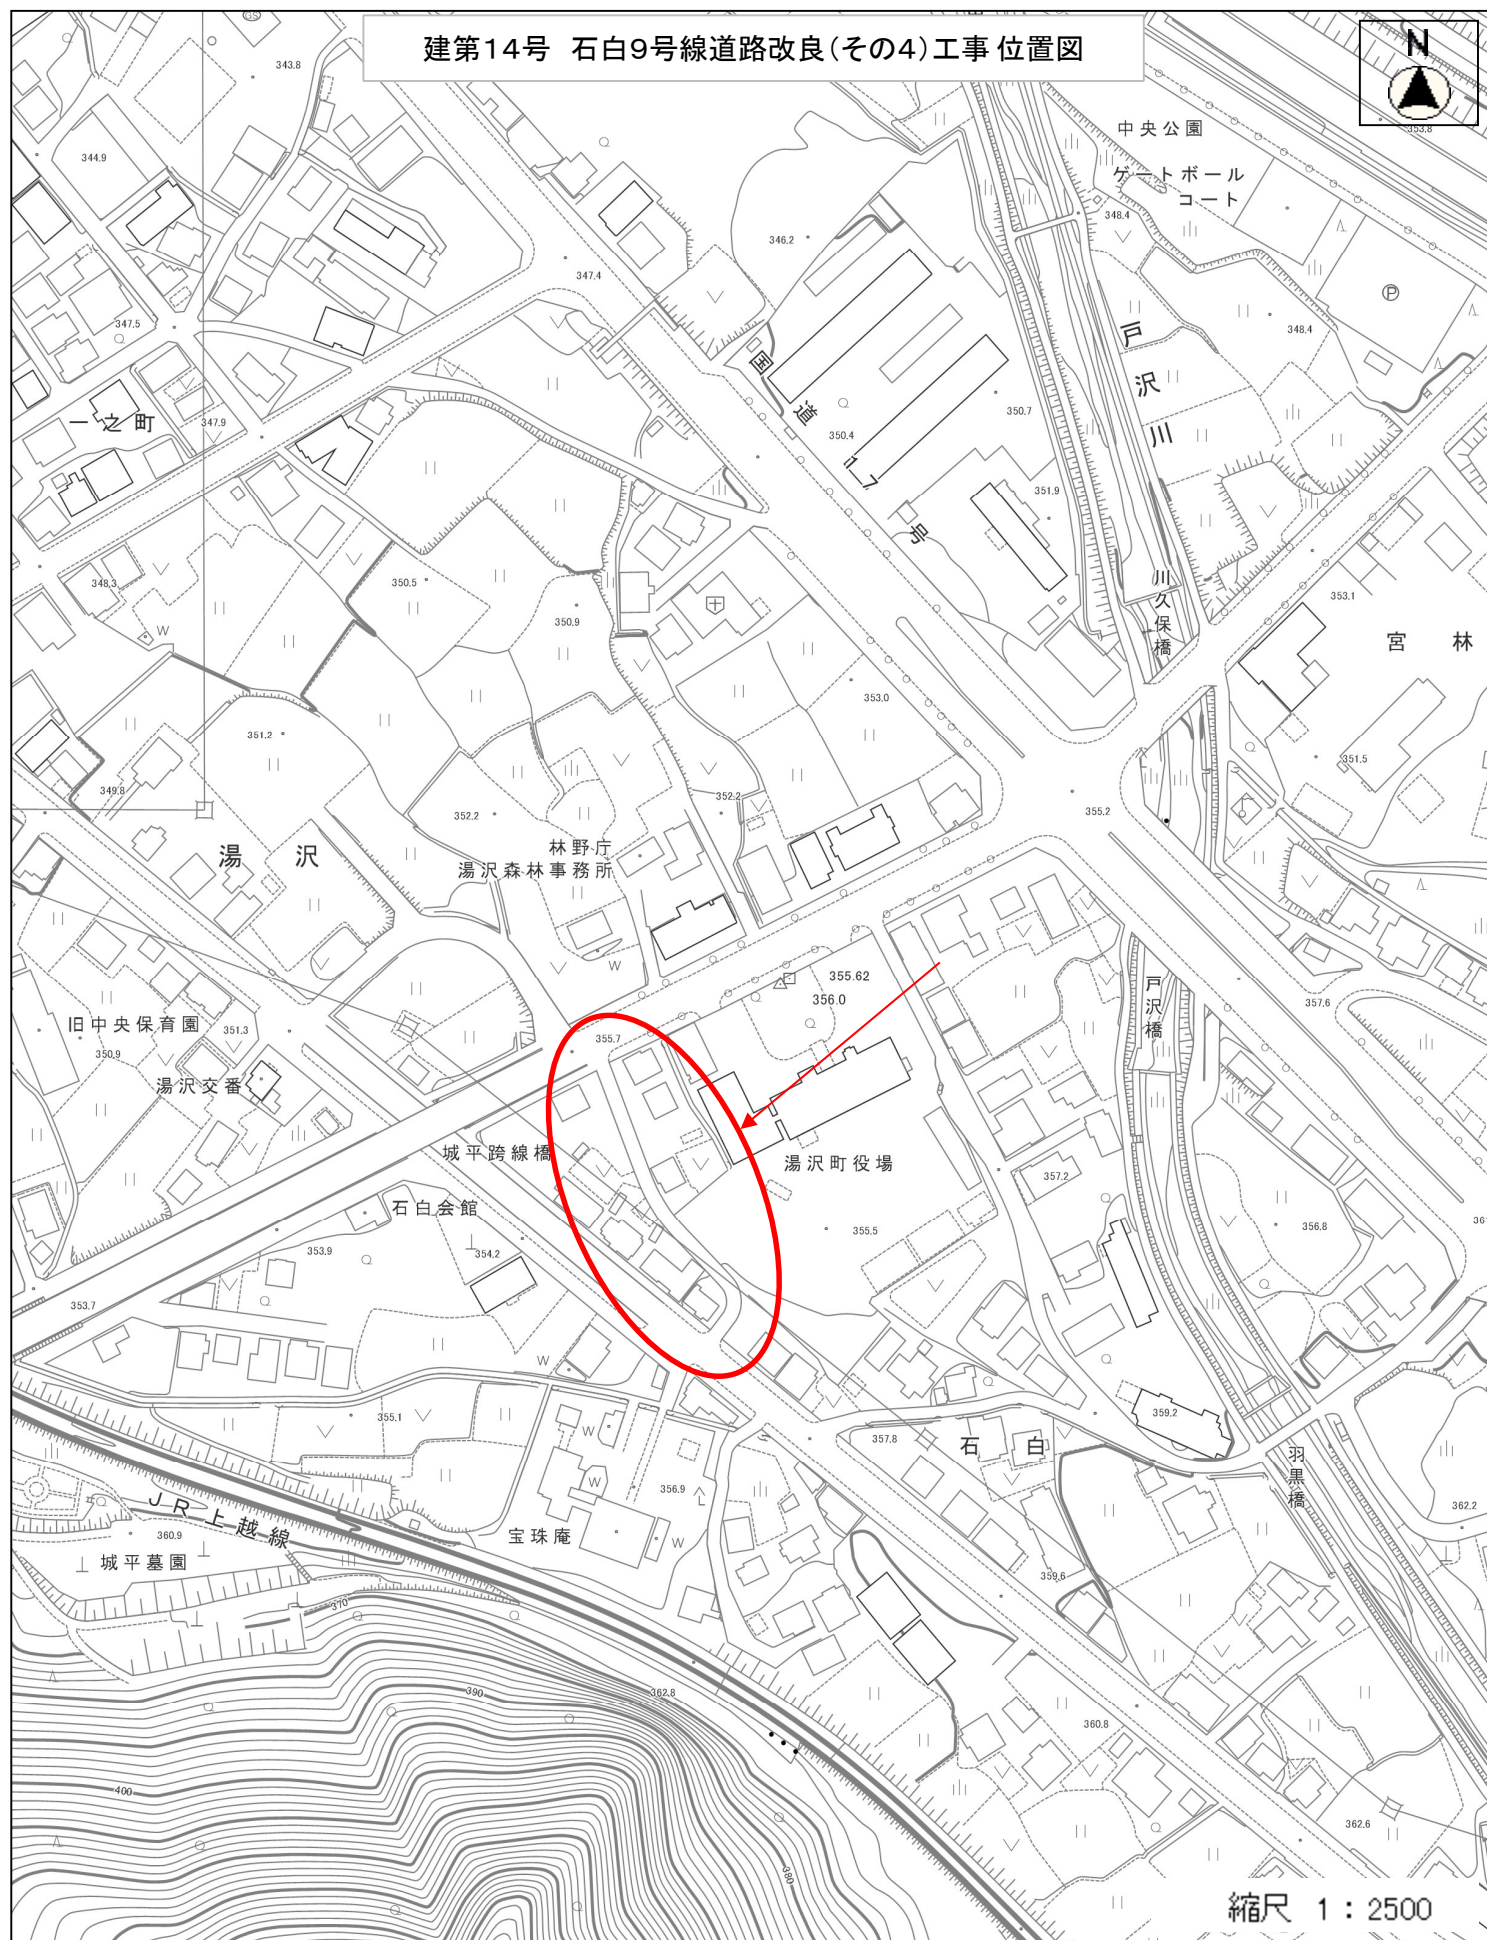 建第14号 石白9号線道路改良(その4)工事 位置図
N
GS
343.8
353.8
中央公園
ゲートボール
コート
344.9
348.4
346.2
347.4
P
347.5
348.4
戸沢川
国道17号
一之町
347.9
350.7
350.4
351.9
348.3
350.5
350.9
川久保橋
353.1
W
宮林
353.0
351.2
351.5
349.8
352.2
352.2
355.2
湯沢
林野庁
湯沢森林事務所
W
355.62
356.0
戸沢橋
357.6
旧中央保育園
351.3
350.9
355.7
湯沢交番
城平跨線橋
湯沢町役場
357.2
石白会館
353.9
354.2
355.5
356.8
361
353.7
W
355.1
359.2
W
357.8
石白
羽黒橋
W
356.9
362.2
JR上越線
360.9
宝珠庵
W
城平墓園
359.6
370
390
362.8
360.8
400
362.6
380
縮尺 1:2500